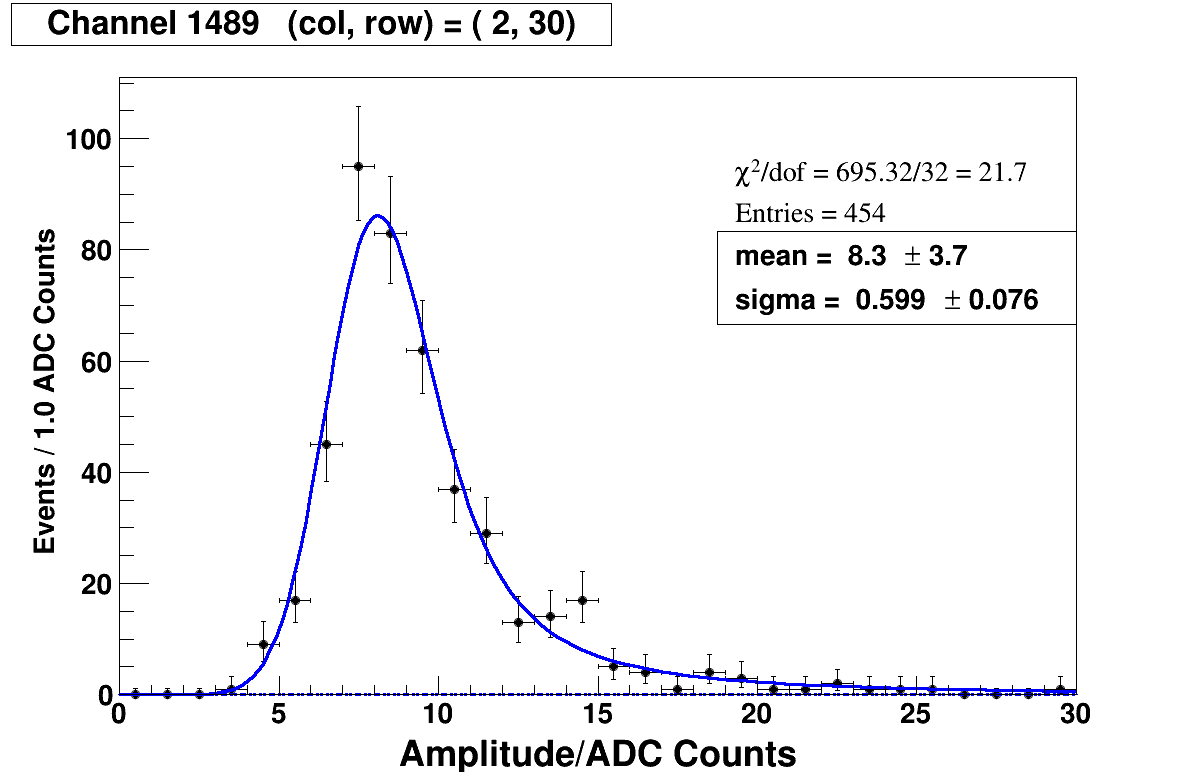 Channel 1489 (col, row) = ( 2, 30)
χ²/dof = 695.32/32 = 21.7
Entries = 454
mean = 8.3 ± 3.7
sigma = 0.599 ± 0.076
Events / 1.0 ADC Counts
100
80
60
40
20
0
0 5 10 15 20 25 30
Amplitude/ADC Counts